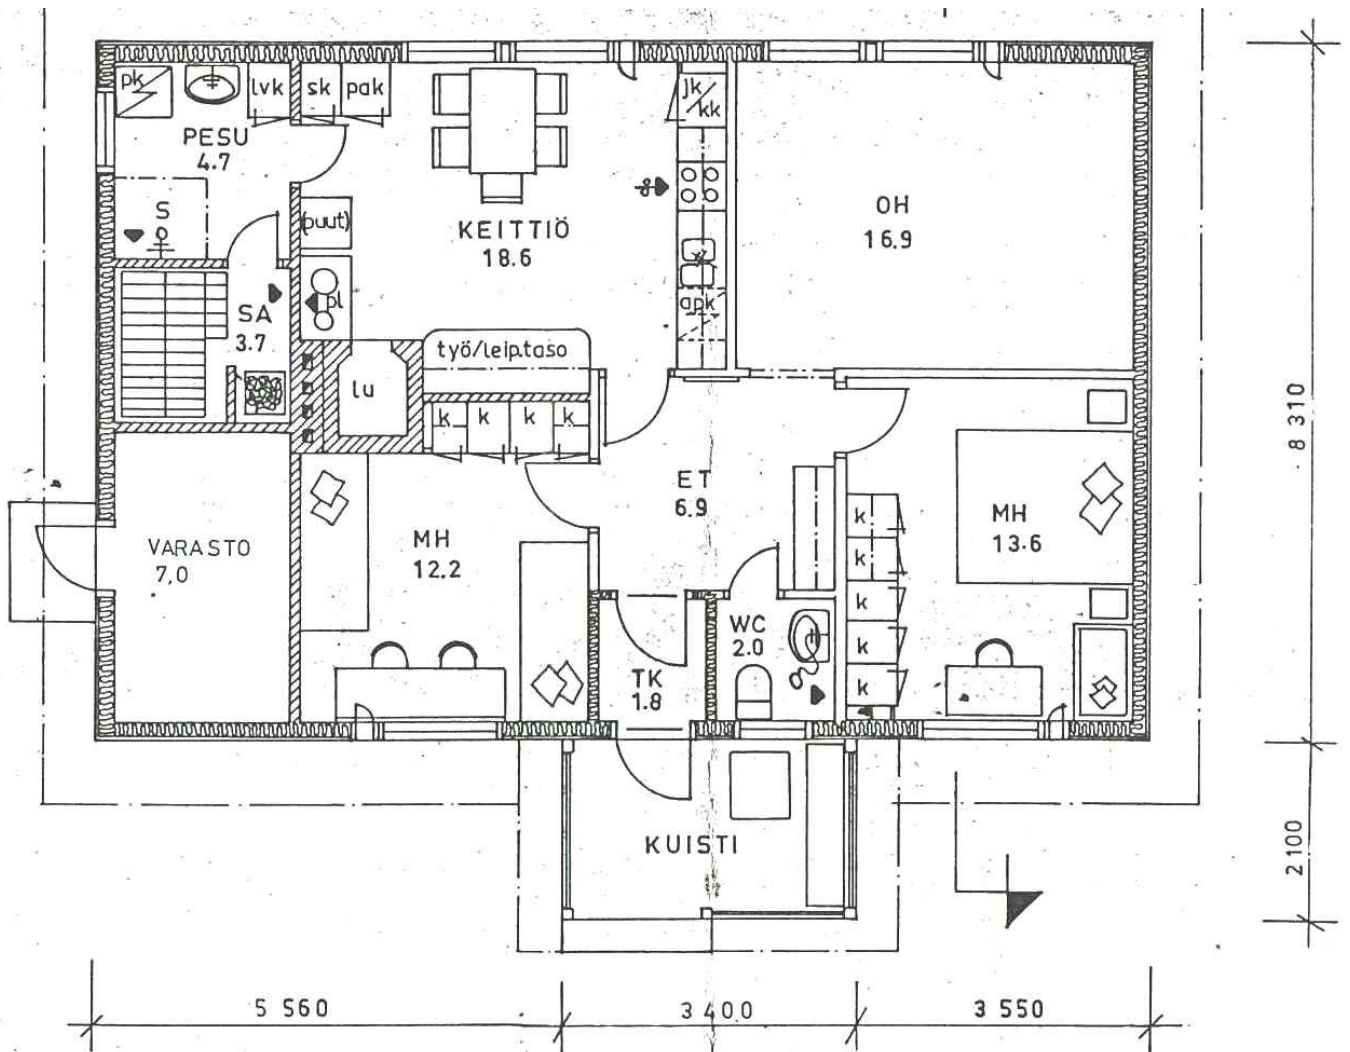 pk
lvk
sk
pak
jk/kk
PESU
4.7
S
(puut)
KEITTIÖ
18.6
OH
16.9
SA
3.7
pl
apk
työ/leip.taso
lu
k
k
k
k
ET
6.9
VARASTO
7,0
MH
12.2
MH
13.6
k
k
k
k
k
WC
2.0
TK
1.8
KUISTI
8 310
2 100
5 560
3 400
3 550